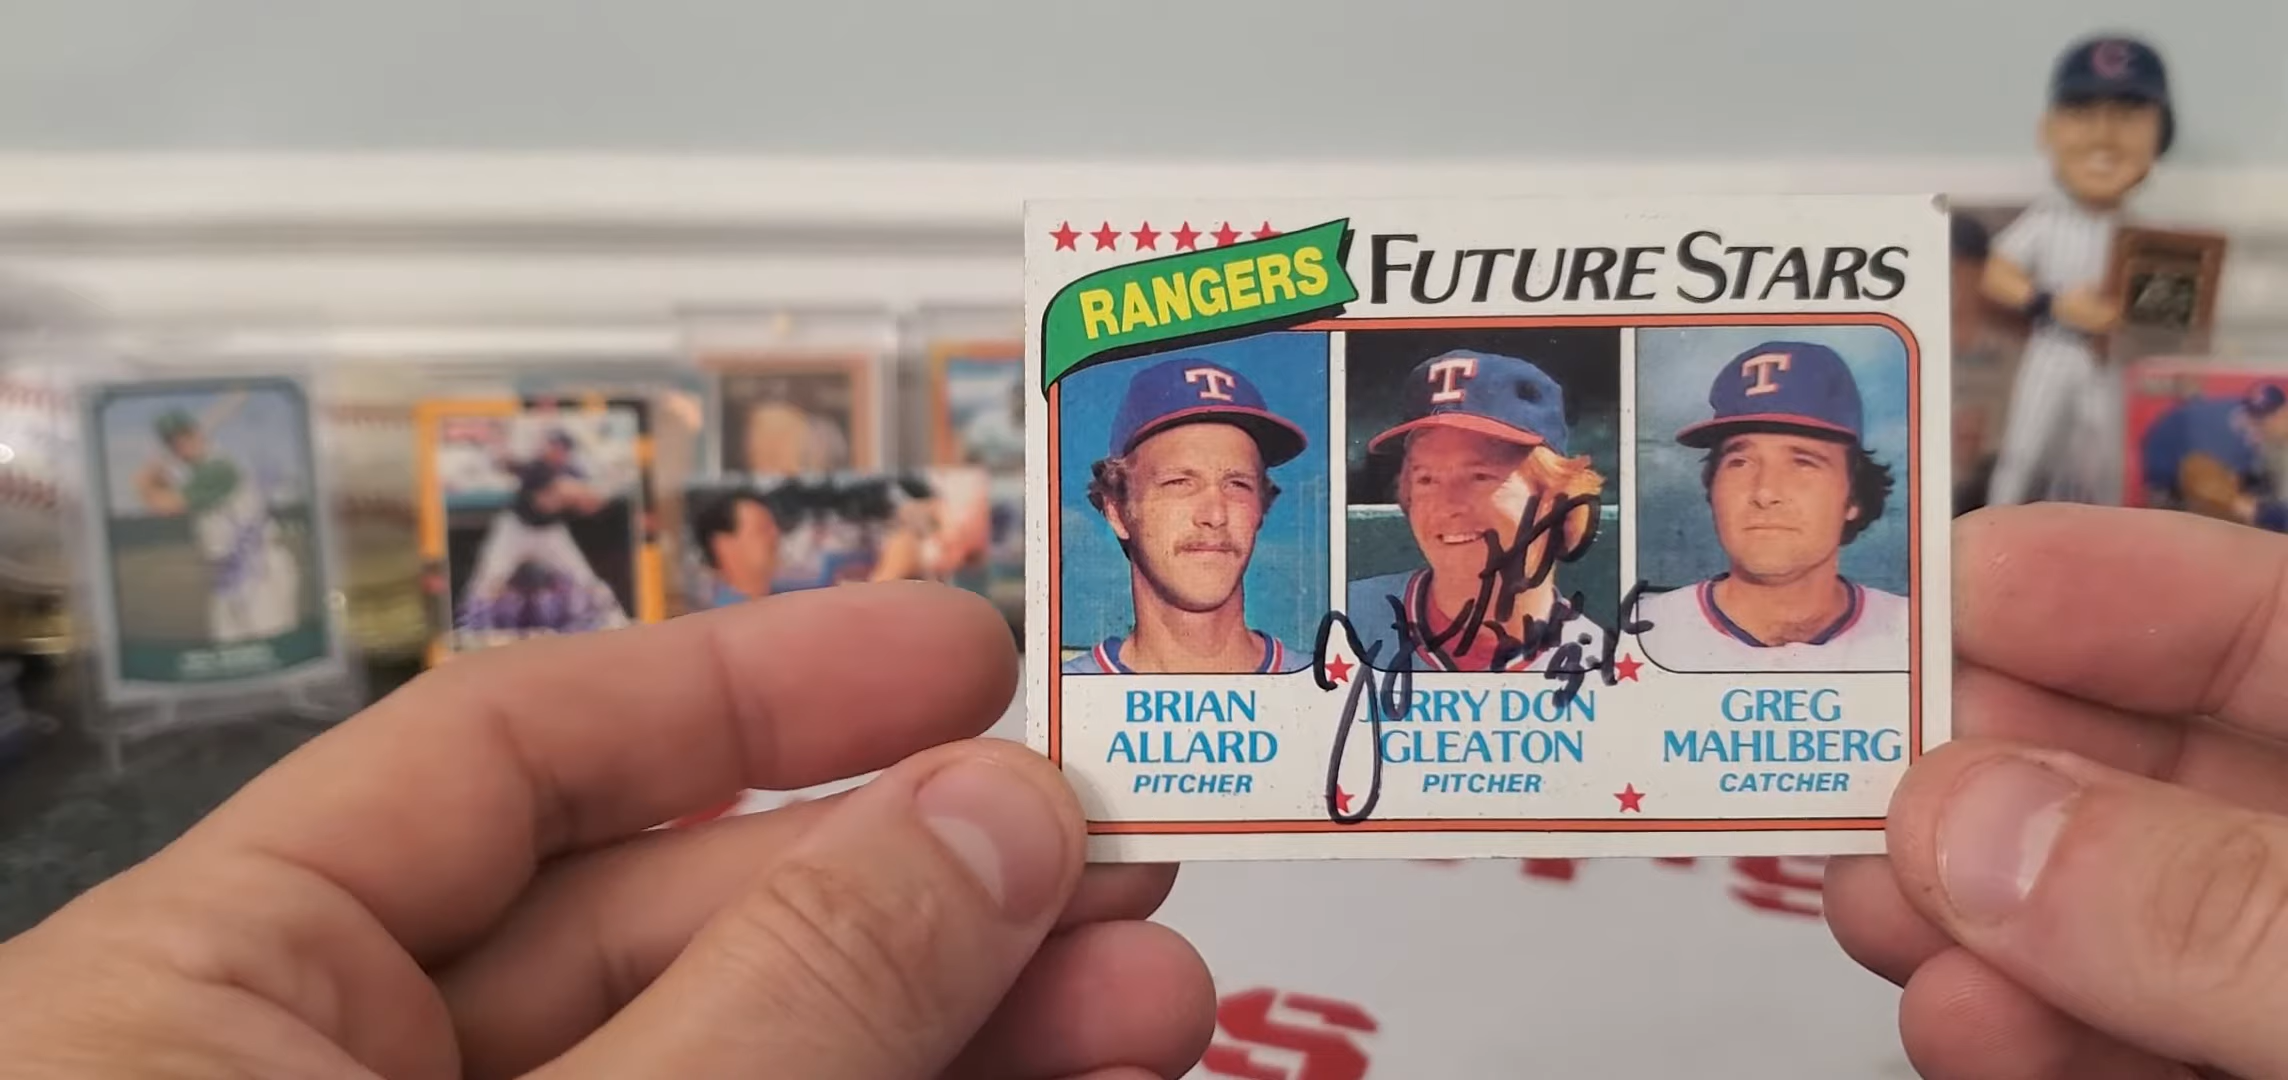 RANGERS FUTURE STARS
T T T
BRIAN
ALLARD
PITCHER
JERRY DON
GLEATON
PITCHER
GREG
MAHLBERG
CATCHER
C